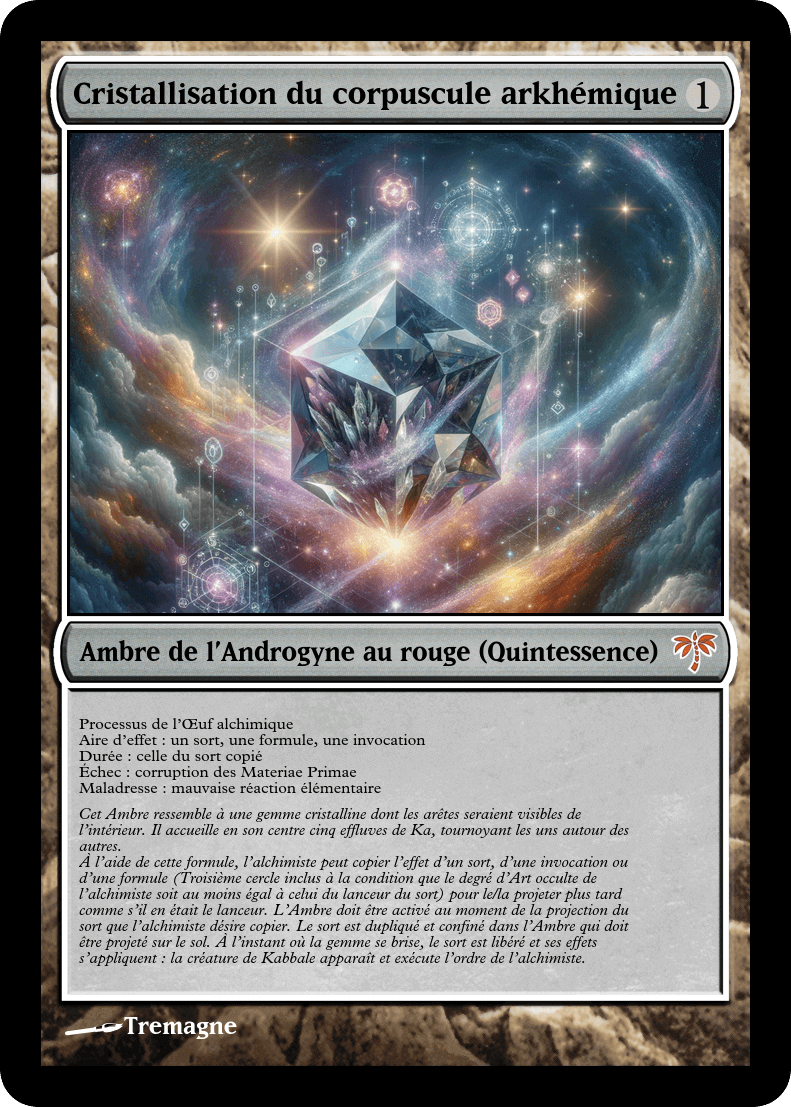 Cristallisation du corpuscule arkhémique 1
Ambre de l'Androgyne au rouge (Quintessence)
Processus de l'Œuf alchimique
Aire d'effet : un sort, une formule, une invocation
Durée : celle du sort copié
Échec : corruption des Materiae Primae
Maladresse : mauvaise réaction élémentaire
Cet Ambre ressemble à une gemme cristalline dont les arêtes seraient visibles de
l'intérieur. Il accueille en son centre cinq effluves de Ka, tournoyant les uns autour des
autres.
À l'aide de cette formule, l'alchimiste peut copier l'effet d'un sort, d'une invocation ou
d'une formule (Troisième cercle inclus à la condition que le degré d'Art occulte de
l'alchimiste soit au moins égal à celui du lanceur du sort) pour le/la projeter plus tard
comme s'il en était le lanceur. L'Ambre doit être activé au moment de la projection du
sort que l'alchimiste désire copier. Le sort est dupliqué et confiné dans l'Ambre qui doit
être projeté sur le sol. À l'instant où la gemme se brise, le sort est libéré et ses effets
s'appliquent : la créature de Kabbale apparaît et exécute l'ordre de l'alchimiste.
Tremagne